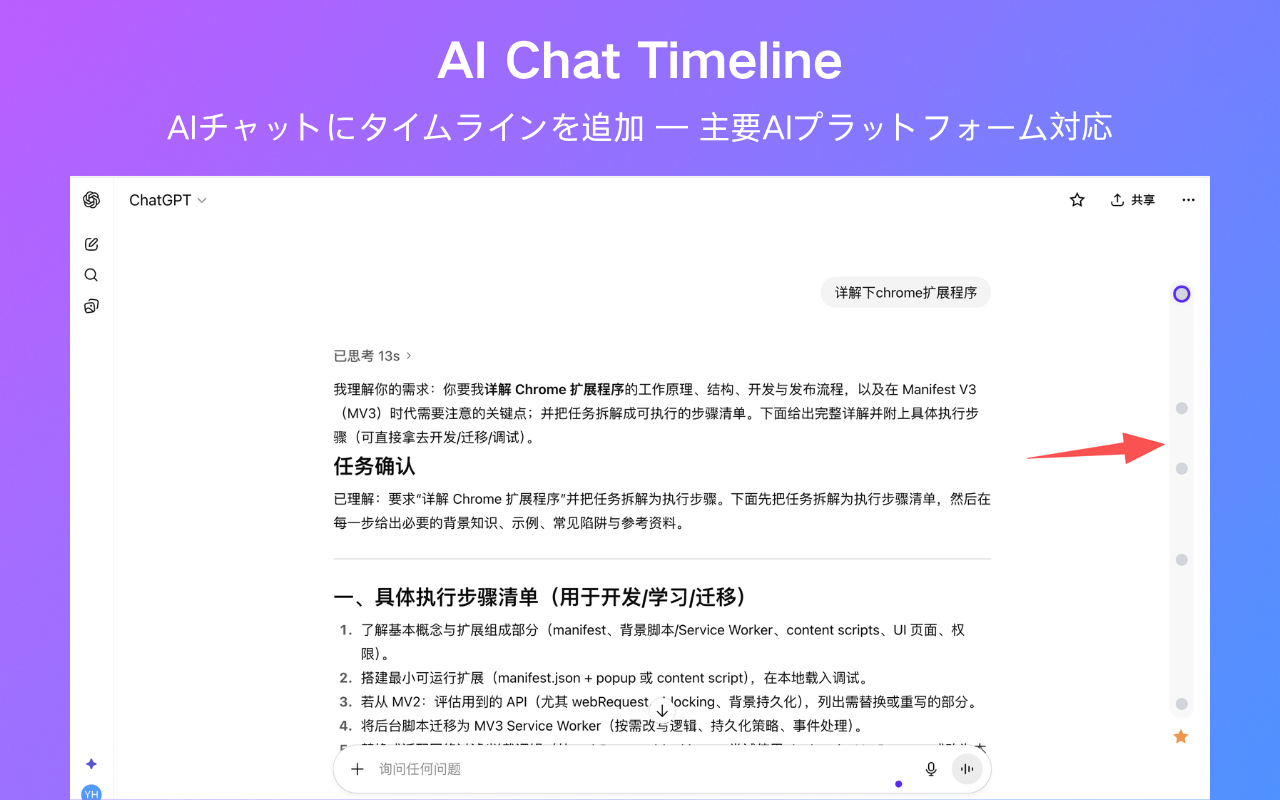 AI Chat Timeline
AIチャットにタイムラインを追加 — 主要AIプラットフォーム対応
ChatGPT
共享
详解下chrome扩展程序
已思考 13s
我理解你的需求：你要我详解 Chrome 扩展程序的工作原理、结构、开发与发布流程，以及在 Manifest V3
（MV3）时代需要注意的关键点；并把任务拆解成可执行的步骤清单。下面给出完整详解并附上具体执行步
骤（可直接拿去开发/迁移/调试）。
任务确认
已理解：要求“详解 Chrome 扩展程序”并把任务拆解为执行步骤。下面先把任务拆解为执行步骤清单，然后在
每一步给出必要的背景知识、示例、常见陷阱与参考资料。
一、具体执行步骤清单（用于开发/学习/迁移）
1. 了解基本概念与扩展组成部分（manifest、背景脚本/Service Worker、content scripts、UI 页面、权
限）。
2. 搭建最小可运行扩展（manifest.json + popup 或 content script），在本地载入调试。
3. 若从 MV2：评估用到的 API（尤其 webRequest 、背景持久化），列出需替换或重写的部分。
4. 将后台脚本迁移为 MV3 Service Worker（按需改写逻辑、持久化策略、事件处理）。
询问任何问题
YH